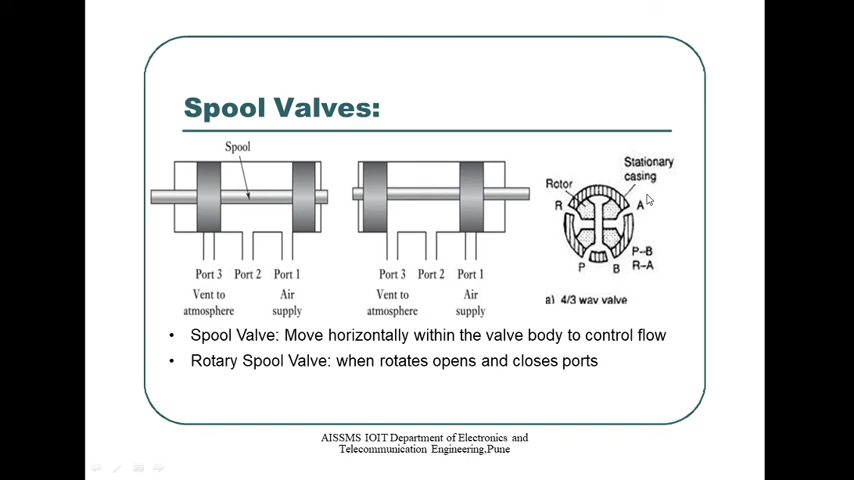 Spool Valves:
Spool
Port 3 Port 2 Port 1
Vent to Air
atmosphere supply
Port 3 Port 2 Port 1
Vent to Air
atmosphere supply
Stationary
casing
Rotor
R A
P–B
P B R–A
a) 4/3 way valve
• Spool Valve: Move horizontally within the valve body to control flow
• Rotary Spool Valve: when rotates opens and closes ports
AISSMS IOIT Department of Electronics and
Telecommunication Engineering,Pune